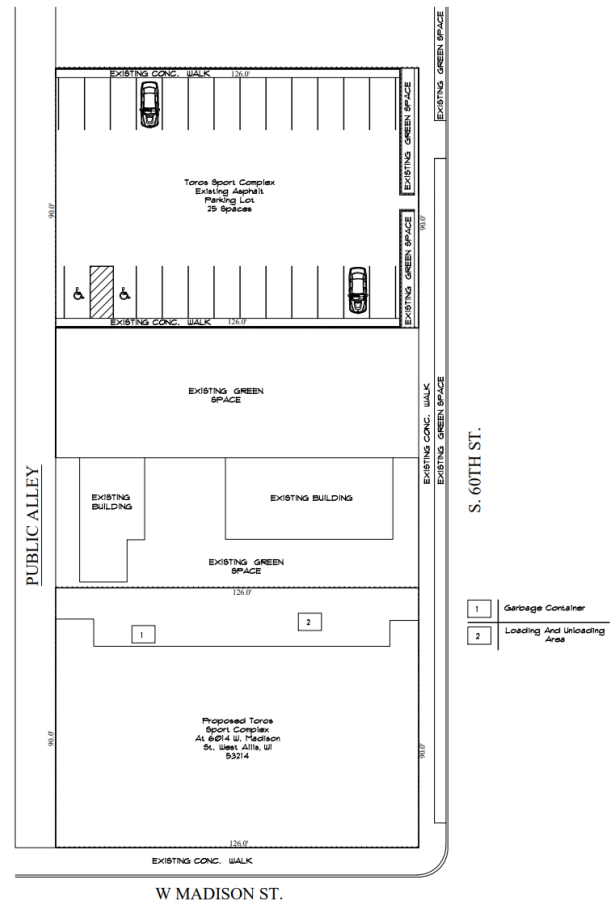 EXISTING CONC. WALK 126.0'
EXISTING GREEN SPACE
EXISTING GREEN SPACE
Toros Sport Complex
Existing Asphalt
Parking Lot
25 Spaces
90.0'
90.0'
EXISTING GREEN SPACE
EXISTING CONC. WALK 126.0'
EXISTING GREEN
SPACE
EXISTING CONC. WALK
EXISTING GREEN SPACE
S. 60TH ST.
PUBLIC ALLEY
EXISTING
BUILDING
EXISTING BUILDING
EXISTING GREEN
SPACE
126.0'
1
2
1 Garbage Container
2 Loading And Unloading
Area
Proposed Toros
Sport Complex
At 6014 W. Madison
St. West Allis, WI
53214
90.0'
90.0'
126.0'
EXISTING CONC. WALK
W MADISON ST.